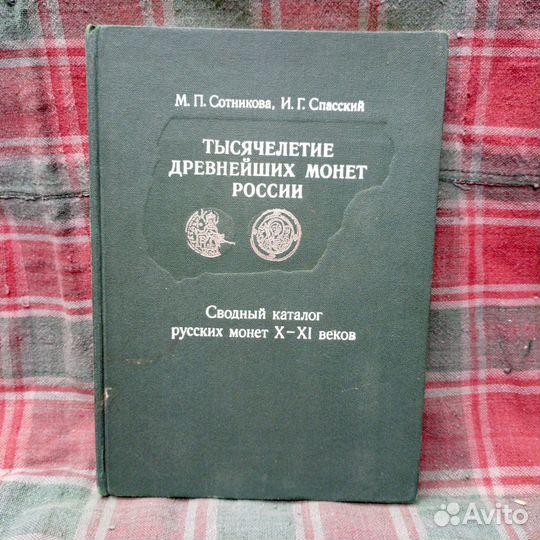 М. П. Сотникова, И. Г. Спасский
ТЫСЯЧЕЛЕТИЕ
ДРЕВНЕЙШИХ МОНЕТ
РОССИИ
Сводный каталог
русских монет X–XI веков
Avito